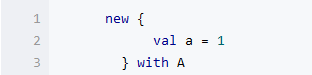 1 new {
2 val a = 1
3 } with A